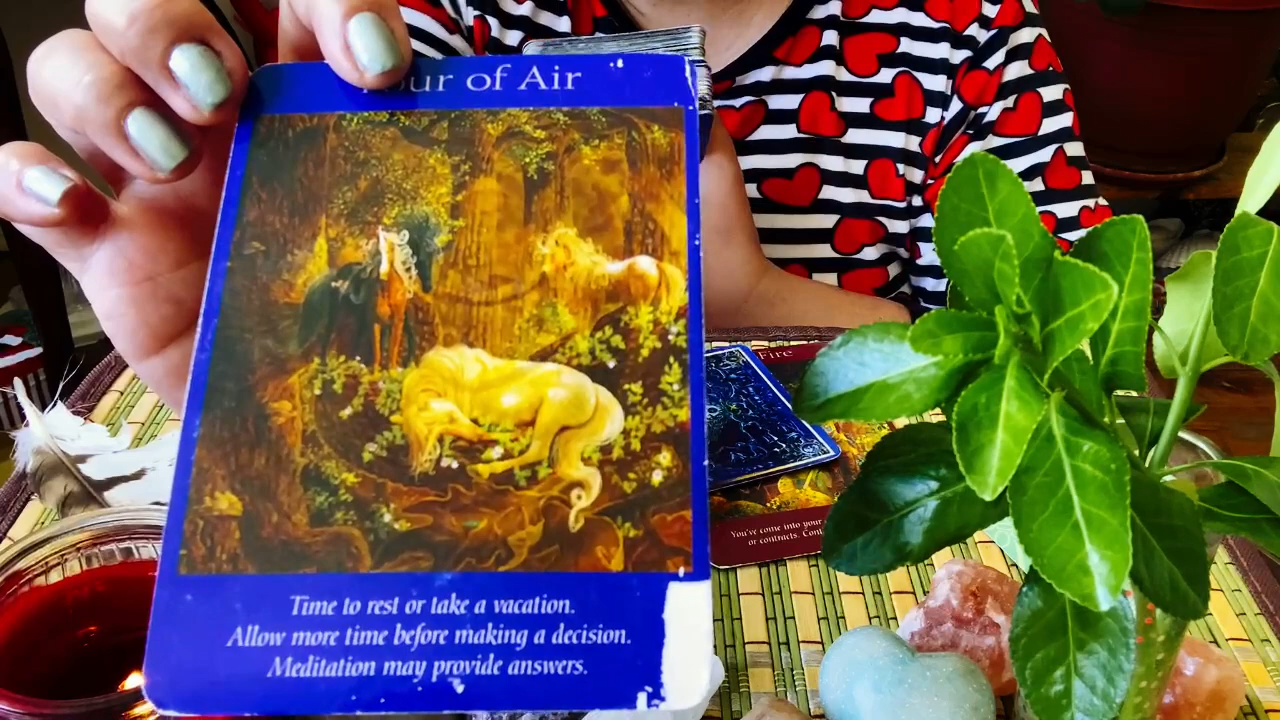 our of Air
Time to rest or take a vacation.
Allow more time before making a decision.
Meditation may provide answers.
Fire
You've come into your
or contracts. Cont